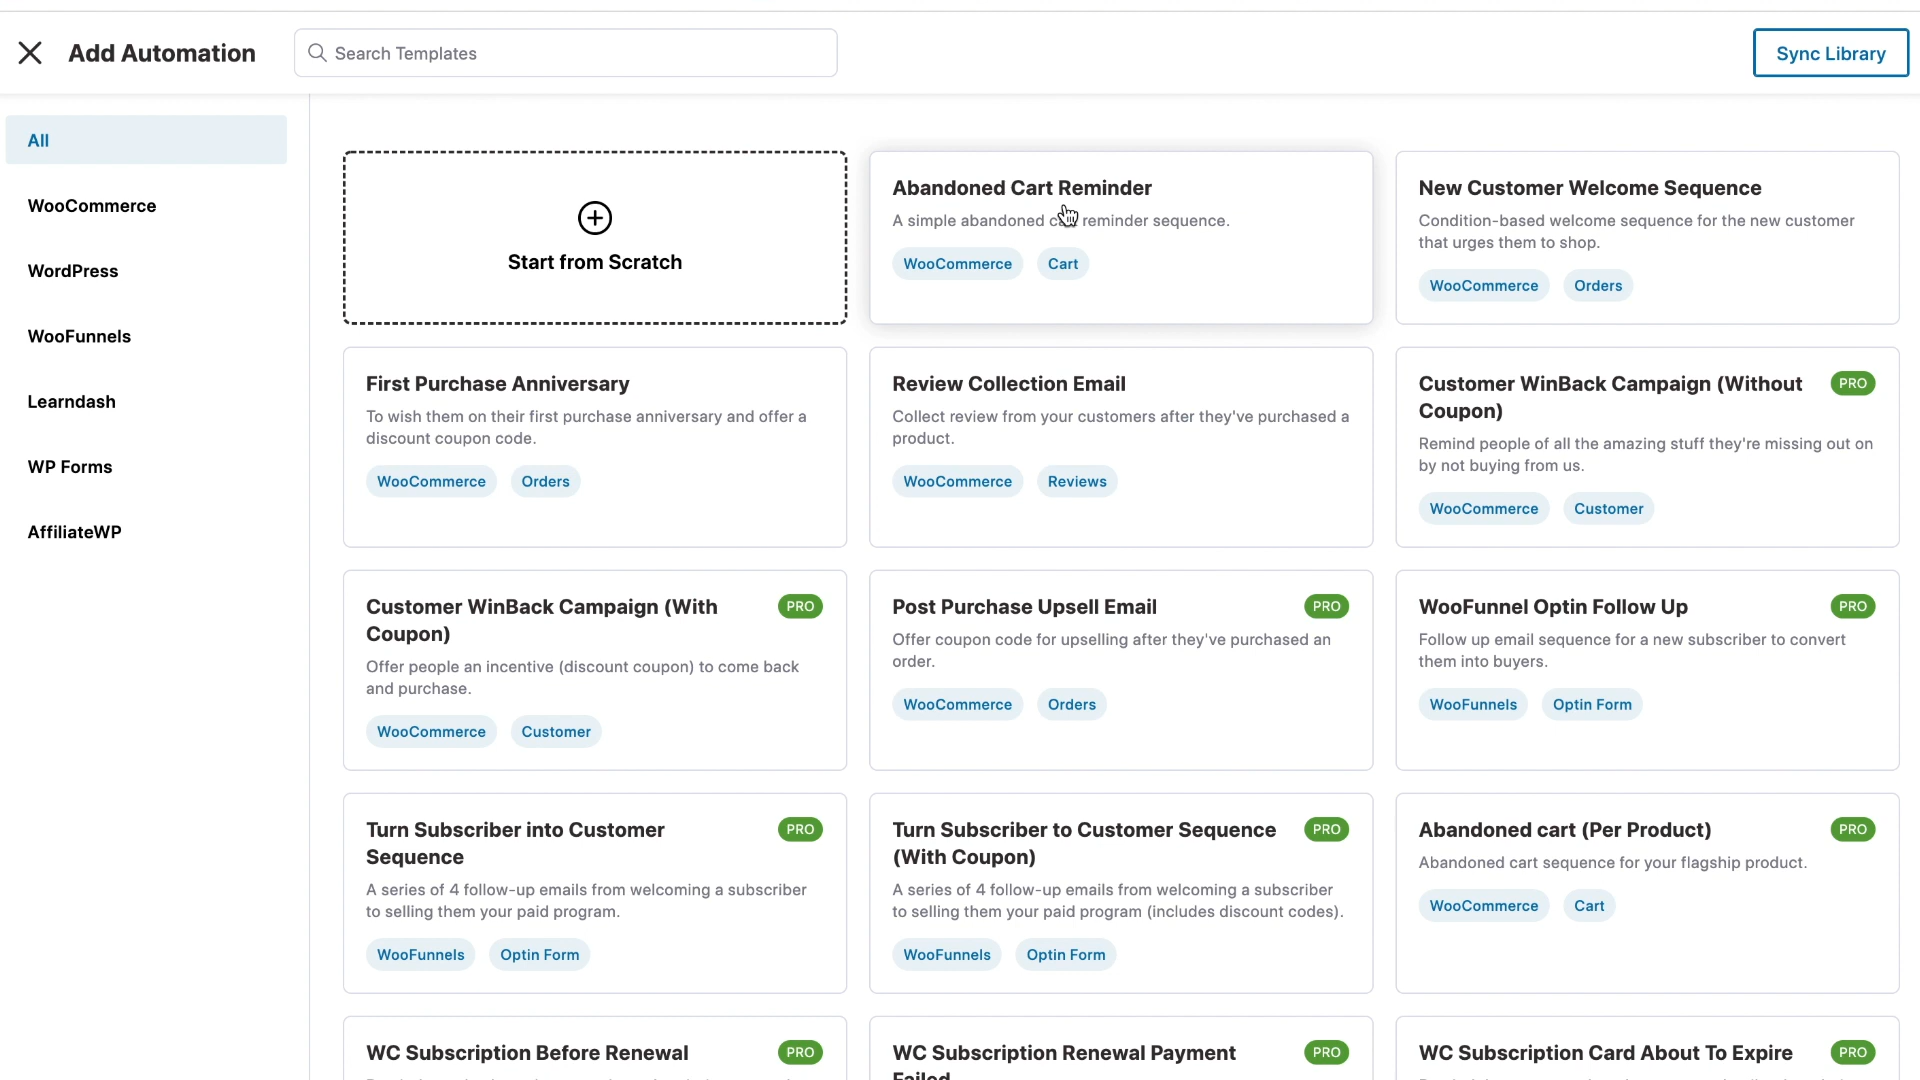 Add Automation
Search Templates
Sync Library
All
WooCommerce
WordPress
WooFunnels
Learndash
WP Forms
AffiliateWP
Start from Scratch
Abandoned Cart Reminder
A simple abandoned reminder sequence.
WooCommerce Cart
New Customer Welcome Sequence
Condition-based welcome sequence for the new customer
that urges them to shop.
WooCommerce Orders
First Purchase Anniversary
To wish them on their first purchase anniversary and offer a
discount coupon code.
WooCommerce Orders
Review Collection Email
Collect review from your customers after they've purchased a
product.
WooCommerce Reviews
Customer WinBack Campaign (Without PRO
Coupon)
Remind people of all the amazing stuff they're missing out on
by not buying from us.
WooCommerce Customer
Customer WinBack Campaign (With PRO
Coupon)
Offer people an incentive (discount coupon) to come back
and purchase.
WooCommerce Customer
Post Purchase Upsell Email PRO
Offer coupon code for upselling after they've purchased an
order.
WooCommerce Orders
WooFunnel Optin Follow Up PRO
Follow up email sequence for a new subscriber to convert
them into buyers.
WooFunnels Optin Form
Turn Subscriber into Customer PRO
Sequence
A series of 4 follow-up emails from welcoming a subscriber
to selling them your paid program.
WooFunnels Optin Form
Turn Subscriber to Customer Sequence PRO
(With Coupon)
A series of 4 follow-up emails from welcoming a subscriber
to selling them your paid program (includes discount codes).
WooFunnels Optin Form
Abandoned cart (Per Product) PRO
Abandoned cart sequence for your flagship product.
WooCommerce Cart
WC Subscription Before Renewal PRO
WC Subscription Renewal Payment PRO
Failed
WC Subscription Card About To Expire PRO